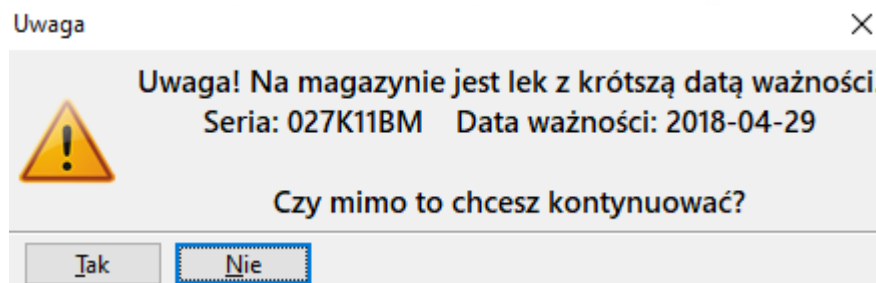 Uwaga
Uwaga! Na magazynie jest lek z krótszą datą ważności.
Seria: 027K11BM Data ważności: 2018-04-29
Czy mimo to chcesz kontynuować?
Tak Nie